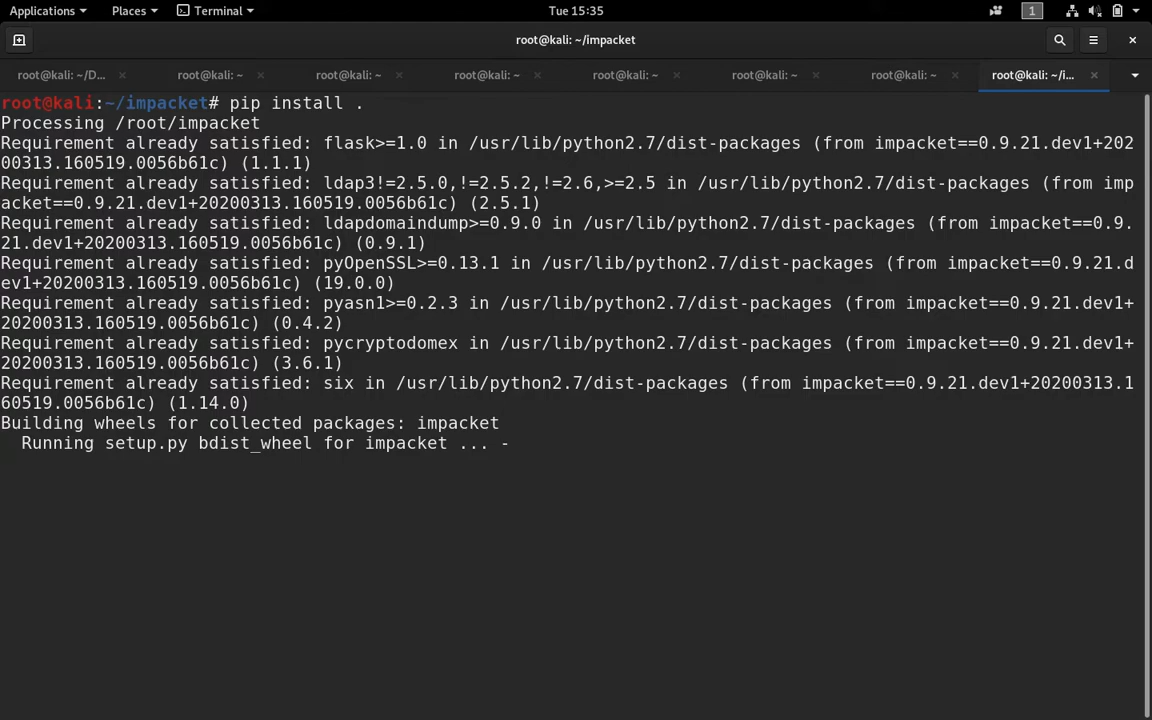 Applications Places Terminal Tue 15:35 1
root@kali: ~/impacket
root@kali: ~/D... root@kali: ~ root@kali: ~ root@kali: ~ root@kali: ~ root@kali: ~ root@kali: ~ root@kali: ~/i...
root@kali:~/impacket# pip install .
Processing /root/impacket
Requirement already satisfied: flask>=1.0 in /usr/lib/python2.7/dist-packages (from impacket==0.9.21.dev1+202
00313.160519.0056b61c) (1.1.1)
Requirement already satisfied: ldap3!=2.5.0,!=2.5.2,!=2.6,>=2.5 in /usr/lib/python2.7/dist-packages (from imp
acket==0.9.21.dev1+20200313.160519.0056b61c) (2.5.1)
Requirement already satisfied: ldapdomaindump>=0.9.0 in /usr/lib/python2.7/dist-packages (from impacket==0.9.
21.dev1+20200313.160519.0056b61c) (0.9.1)
Requirement already satisfied: pyOpenSSL>=0.13.1 in /usr/lib/python2.7/dist-packages (from impacket==0.9.21.d
ev1+20200313.160519.0056b61c) (19.0.0)
Requirement already satisfied: pyasn1>=0.2.3 in /usr/lib/python2.7/dist-packages (from impacket==0.9.21.dev1+
20200313.160519.0056b61c) (0.4.2)
Requirement already satisfied: pycryptodomex in /usr/lib/python2.7/dist-packages (from impacket==0.9.21.dev1+
20200313.160519.0056b61c) (3.6.1)
Requirement already satisfied: six in /usr/lib/python2.7/dist-packages (from impacket==0.9.21.dev1+20200313.1
60519.0056b61c) (1.14.0)
Building wheels for collected packages: impacket
  Running setup.py bdist_wheel for impacket ... -